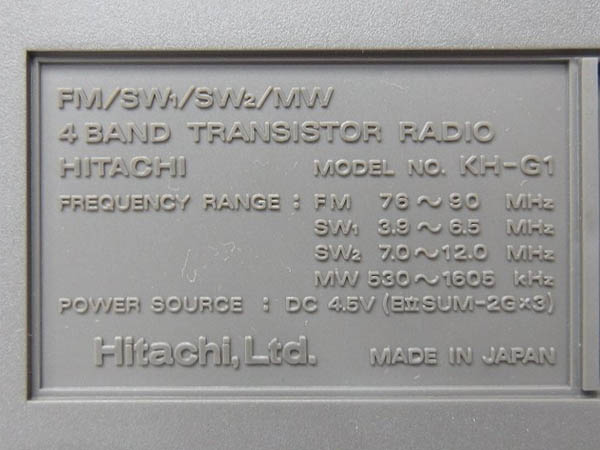 FM/SW1/SW2/MW
4 BAND TRANSISTOR RADIO
HITACHI MODEL NO. KH-G1
FREQUENCY RANGE : FM 76~90 MHz
SW1 3.9~6.5 MHz
SW2 7.0~12.0 MHz
MW 530~1605 kHz
POWER SOURCE : DC 4.5V (日立SUM-2G×3)
Hitachi, Ltd. MADE IN JAPAN